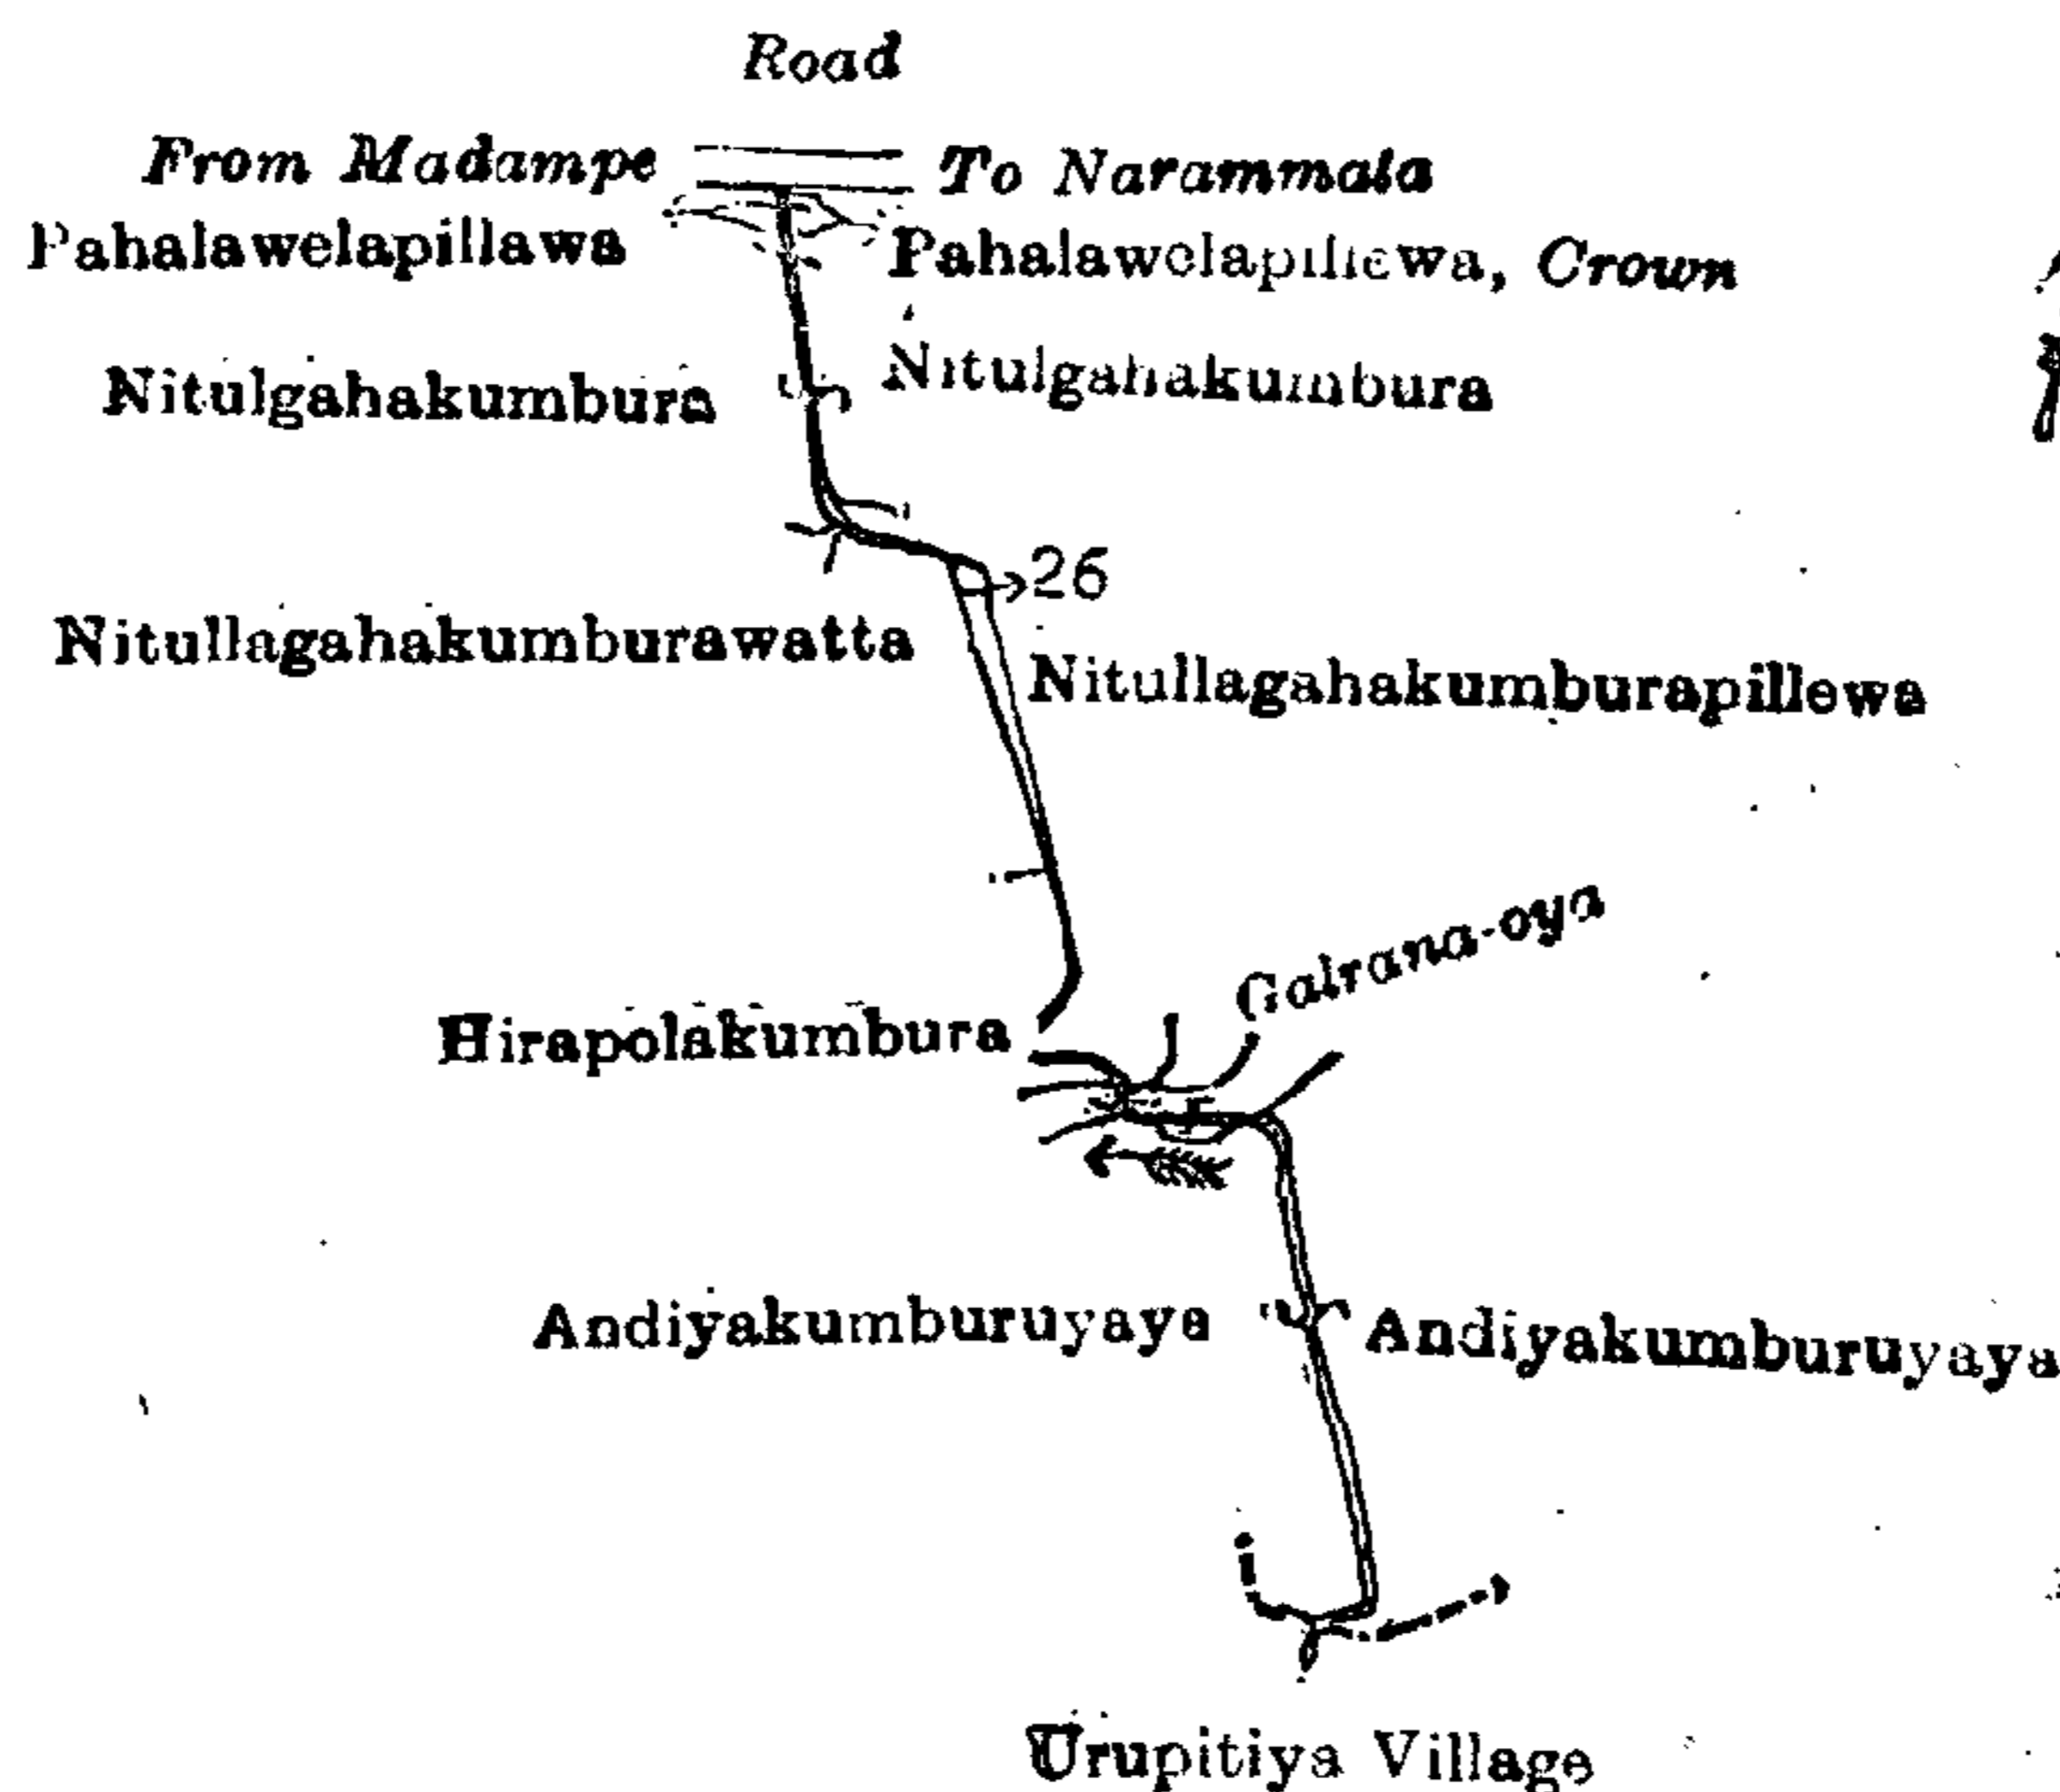 Road
From Madampe To Narammala
Pahalawelapillawa Pahalawelapillewa, Crown
Nitulgahakumbura Nitulgahakumbura
26
Nitullagahakumburawatta Nitullagahakumburapillewa
Galrana-oya
Hirapolakumbura
Andiyakumburuyaya Andiyakumburuyaya
Urupitiya Village